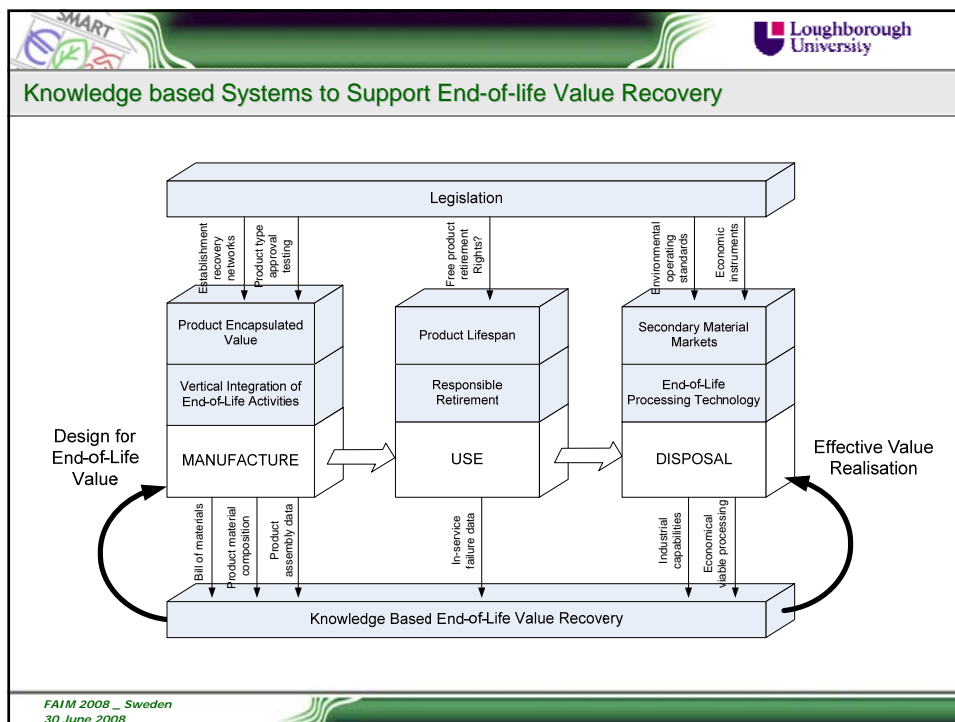 SMART
Loughborough
University
Knowledge based Systems to Support End-of-life Value Recovery
Legislation
Establishment
recovery
networks
Product type
approval
testing
Free product
retirement
Rights?
Environmental
operating
standards
Economic
instruments
Product Encapsulated
Value
Product Lifespan
Secondary Material
Markets
Vertical Integration of
End-of-Life Activities
Responsible
Retirement
End-of-Life
Processing Technology
Design for
End-of-Life
Value
MANUFACTURE
USE
DISPOSAL
Effective Value
Realisation
Bill of materials
Product material
composition
Product
assembly data
In-service
failure data
Industrial
capabilities
Economical
viable processing
Knowledge Based End-of-Life Value Recovery
FAIM 2008 _ Sweden
30 June 2008